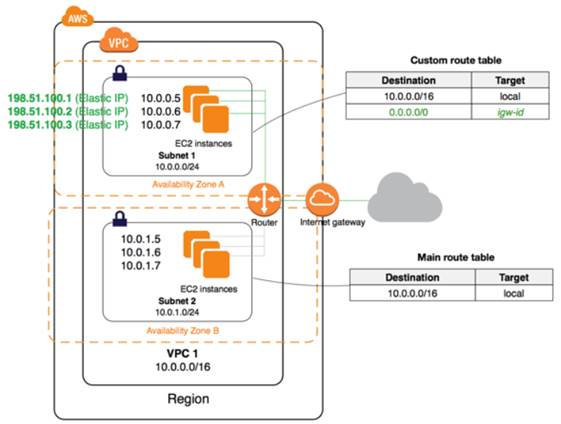 AWS
VPC
198.51.100.1 (Elastic IP)
198.51.100.2 (Elastic IP)
198.51.100.3 (Elastic IP)
10.0.0.5
10.0.0.6
10.0.0.7
EC2 instances
Subnet 1
10.0.0.0/24
Availability Zone A
Custom route table
Destination Target
10.0.0.0/16 local
0.0.0.0/0 igw-id
Router
Internet gateway
10.0.1.5
10.0.1.6
10.0.1.7
EC2 instances
Subnet 2
10.0.1.0/24
Availability Zone B
Main route table
Destination Target
10.0.0.0/16 local
VPC 1
10.0.0.0/16
Region